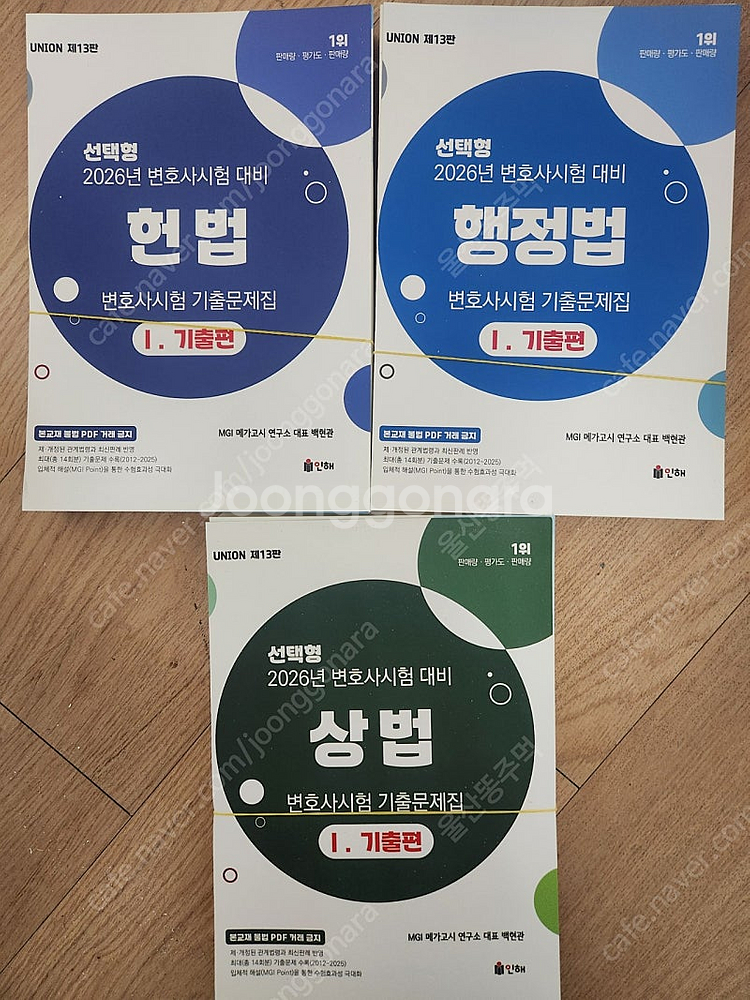 UNION 제13판
1위
판매량 · 평가도 · 판매량
선택형
2026년 변호사시험 대비
헌법
변호사시험 기출문제집
Ⅰ. 기출편
본교재 불법 PDF 거래 금지
MGI 메가고시 연구소 대표 백현관
제·개정된 관계법령과 최신판례 반영
최대(총 14회분) 기출문제 수록(2012~2025)
입체적 해설(MGI Point)을 통한 수험효과성 극대화
인해
UNION 제13판
1위
판매량 · 평가도 · 판매량
선택형
2026년 변호사시험 대비
행정법
변호사시험 기출문제집
Ⅰ. 기출편
본교재 불법 PDF 거래 금지
MGI 메가고시 연구소 대표 백현관
제·개정된 관계법령과 최신판례 반영
최대(총 14회분) 기출문제 수록(2012~2025)
입체적 해설(MGI Point)을 통한 수험효과성 극대화
인해
joonggonara
UNION 제13판
1위
판매량 · 평가도 · 판매량
선택형
2026년 변호사시험 대비
상법
변호사시험 기출문제집
Ⅰ. 기출편
본교재 불법 PDF 거래 금지
MGI 메가고시 연구소 대표 백현관
제·개정된 관계법령과 최신판례 반영
최대(총 14회분) 기출문제 수록(2012~2025)
입체적 해설(MGI Point)을 통한 수험효과성 극대화
인해
cafe.naver.com/joonggonara
울산똥주먹